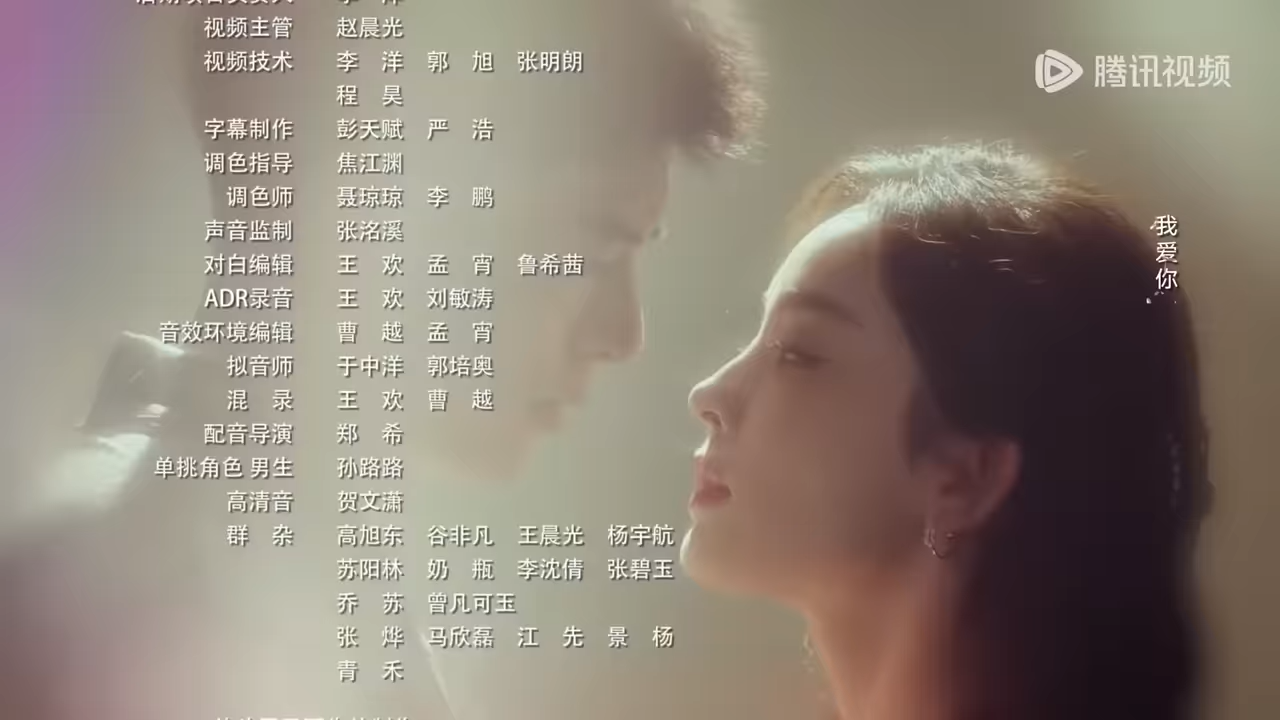 视频主管 赵晨光
视频技术 李 洋 郭 旭 张明朗
程 昊
字幕制作 彭天赋 严 浩
调色指导 焦江渊
调色师 聂琼琼 李 鹏
声音监制 张洺溪
对白编辑 王 欢 孟 宵 鲁希茜
ADR录音 王 欢 刘敏涛
音效环境编辑 曹 越 孟 宵
拟音师 于中洋 郭培奥
混 录 王 欢 曹 越
配音导演 郑 希
单挑角色 男生 孙路路
高清音 贺文潇
群 杂 高旭东 谷非凡 王晨光 杨宇航
苏阳林 奶 瓶 李沈倩 张碧玉
乔 苏 曾凡可玉
张 烨 马欣磊 江 先 景 杨
青 禾
腾讯视频
我爱你